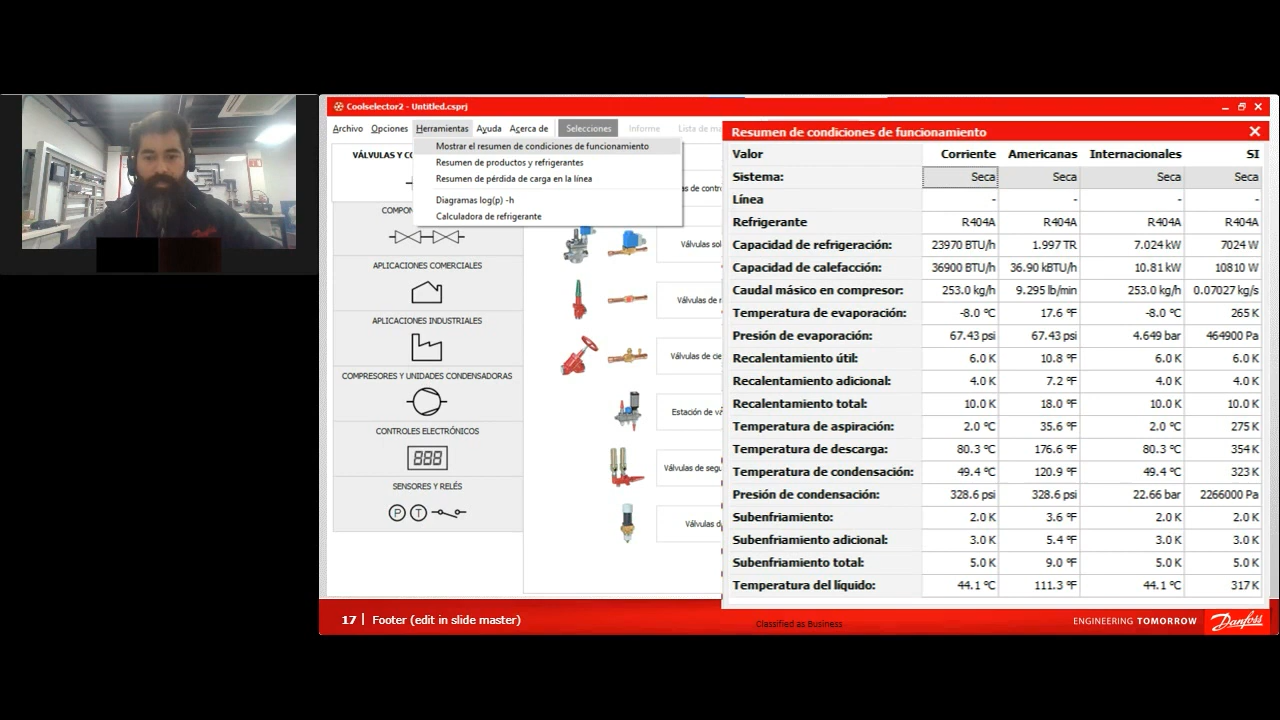 Coolselector2 - Untitled.csprj
Archivo Opciones Herramientas Ayuda Acerca de Selecciones Informe Lista de ma
Mostrar el resumen de condiciones de funcionamiento
Resumen de productos y refrigerantes
Resumen de pérdida de carga en la línea
Diagramas log(p) -h
Calculadora de refrigerante
VÁLVULAS Y CO
COMPON
APLICACIONES COMERCIALES
APLICACIONES INDUSTRIALES
COMPRESORES Y UNIDADES CONDENSADORAS
CONTROLES ELECTRÓNICOS
888
SENSORES Y RELÉS
P T
as de contro
Válvulas sol
Válvulas de r
Válvulas de cie
Estación de vá
Válvulas de segu
Válvulas d
Resumen de condiciones de funcionamiento
Valor Corriente Americanas Internacionales SI
Sistema: Seca Seca Seca Seca
Línea - - - -
Refrigerante R404A R404A R404A R404A
Capacidad de refrigeración: 23970 BTU/h 1.997 TR 7.024 kW 7024 W
Capacidad de calefacción: 36900 BTU/h 36.90 kBTU/h 10.81 kW 10810 W
Caudal másico en compresor: 253.0 kg/h 9.295 lb/min 253.0 kg/h 0.07027 kg/s
Temperatura de evaporación: -8.0 °C 17.6 °F -8.0 °C 265 K
Presión de evaporación: 67.43 psi 67.43 psi 4.649 bar 464900 Pa
Recalentamiento útil: 6.0 K 10.8 °F 6.0 K 6.0 K
Recalentamiento adicional: 4.0 K 7.2 °F 4.0 K 4.0 K
Recalentamiento total: 10.0 K 18.0 °F 10.0 K 10.0 K
Temperatura de aspiración: 2.0 °C 35.6 °F 2.0 °C 275 K
Temperatura de descarga: 80.3 °C 176.6 °F 80.3 °C 354 K
Temperatura de condensación: 49.4 °C 120.9 °F 49.4 °C 323 K
Presión de condensación: 328.6 psi 328.6 psi 22.66 bar 2266000 Pa
Subenfriamiento: 2.0 K 3.6 °F 2.0 K 2.0 K
Subenfriamiento adicional: 3.0 K 5.4 °F 3.0 K 3.0 K
Subenfriamiento total: 5.0 K 9.0 °F 5.0 K 5.0 K
Temperatura del líquido: 44.1 °C 111.3 °F 44.1 °C 317 K
17 | Footer (edit in slide master)
Classified as Business
ENGINEERING TOMORROW
Danfoss